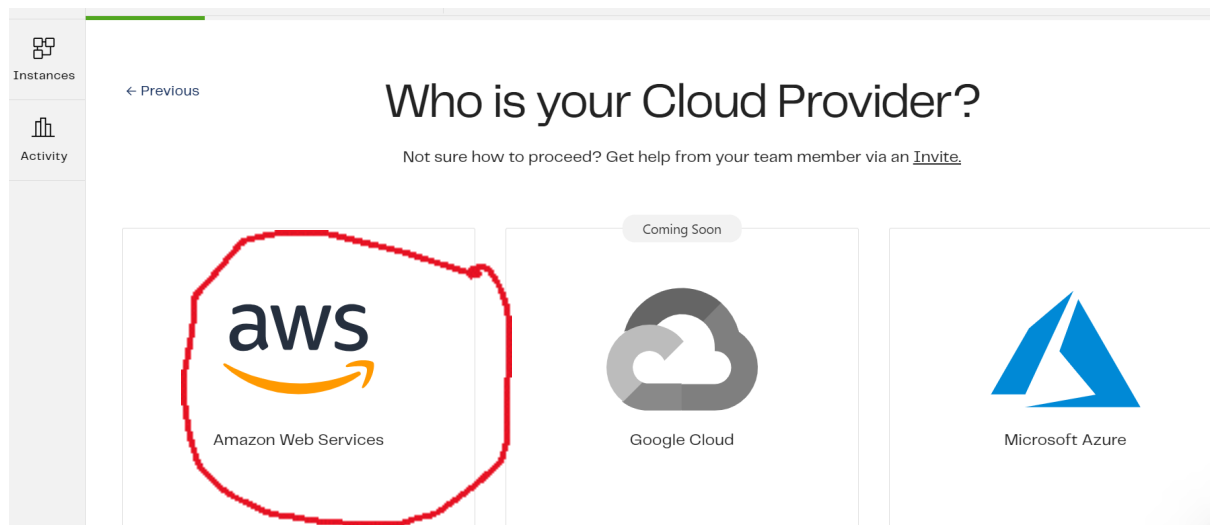 Instances
Activity
← Previous
Who is your Cloud Provider?
Not sure how to proceed? Get help from your team member via an Invite.
Coming Soon
aws
Amazon Web Services
Google Cloud
Microsoft Azure